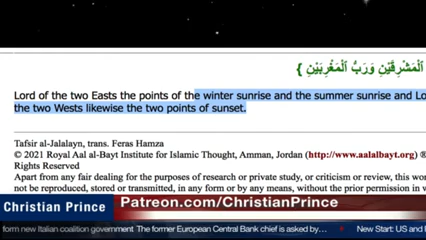 ٱلْمَشْرِقَيْنِ وَرَبُّ ٱلْمَغْرِبَيْنِ }
Lord of the two Easts the points of the winter sunrise and the summer sunrise and Lo
the two Wests likewise the two points of sunset.
Tafsir al-Jalalayn, trans. Feras Hamza
© 2021 Royal Aal al-Bayt Institute for Islamic Thought, Amman, Jordan (http://www.aalalbayt.org) ®
Rights Reserved
Apart from any fair dealing for the purposes of research or private study, or criticism or review, this wor
not be reproduced, stored or transmitted, in any form or by any means, without the prior permission in w
Christian Prince
Patreon.com/ChristianPrince
form new Italian coalition government The former European Central Bank chief is asked by…
New Start: US and